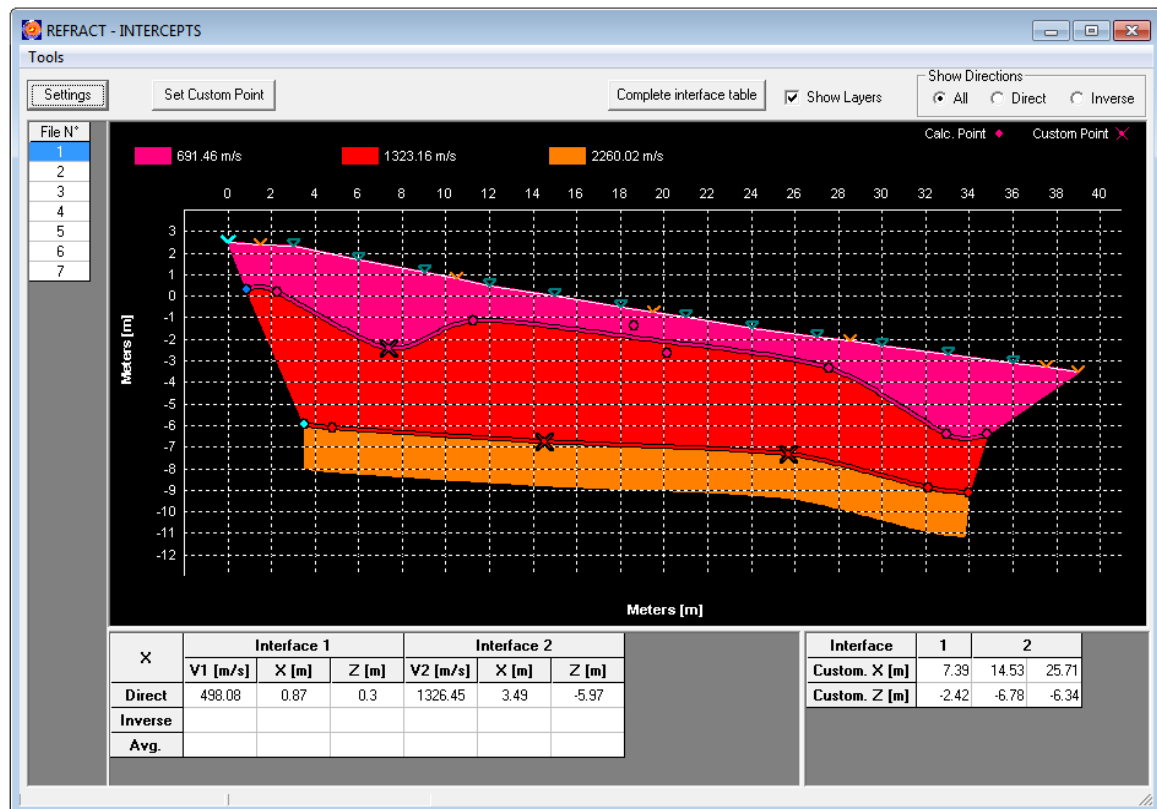 REFRACT - INTERCEPTS
Tools
Settings Set Custom Point Complete interface table Show Layers Show Directions
All Direct Inverse
File N°
1
2
3
4
5
6
7
Calc. Point Custom Point
691.46 m/s 1323.16 m/s 2260.02 m/s
0 2 4 6 8 10 12 14 16 18 20 22 24 26 28 30 32 34 36 38 40
3
2
1
0
-1
-2
-3
-4
-5
-6
-7
-8
-9
-10
-11
-12
Meters [m]
Meters [m]
X Interface 1 Interface 2
V1 [m/s] X [m] Z [m] V2 [m/s] X [m] Z [m]
Direct 498.08 0.87 0.3 1326.45 3.49 -5.97
Inverse
Avg.
Interface 1 2
Custom. X [m] 7.39 14.53 25.71
Custom. Z [m] -2.42 -6.78 -6.34